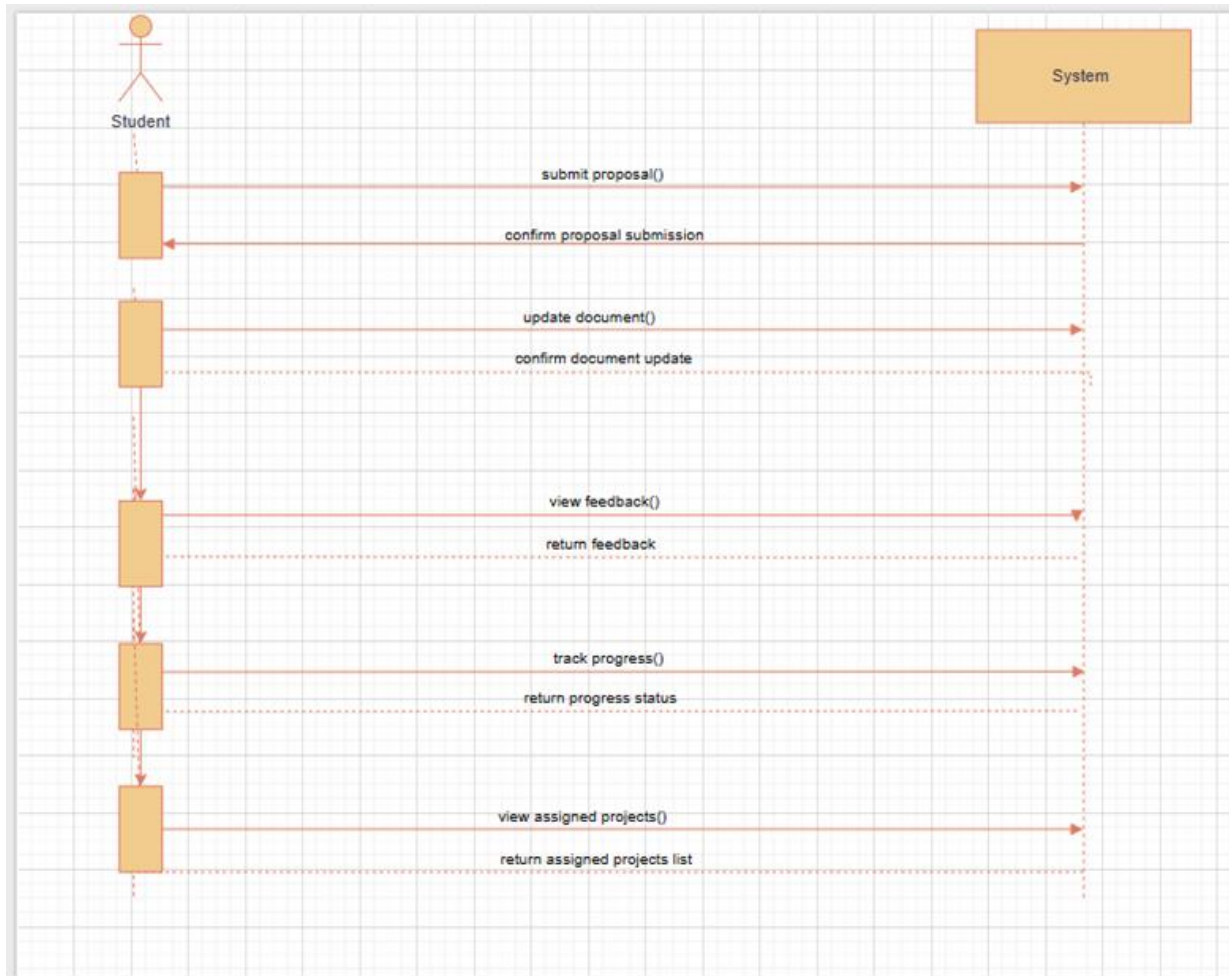 System
Student
submit proposal()
confirm proposal submission
update document()
confirm document update
view feedback()
return feedback
track progress()
return progress status
view assigned projects()
return assigned projects list